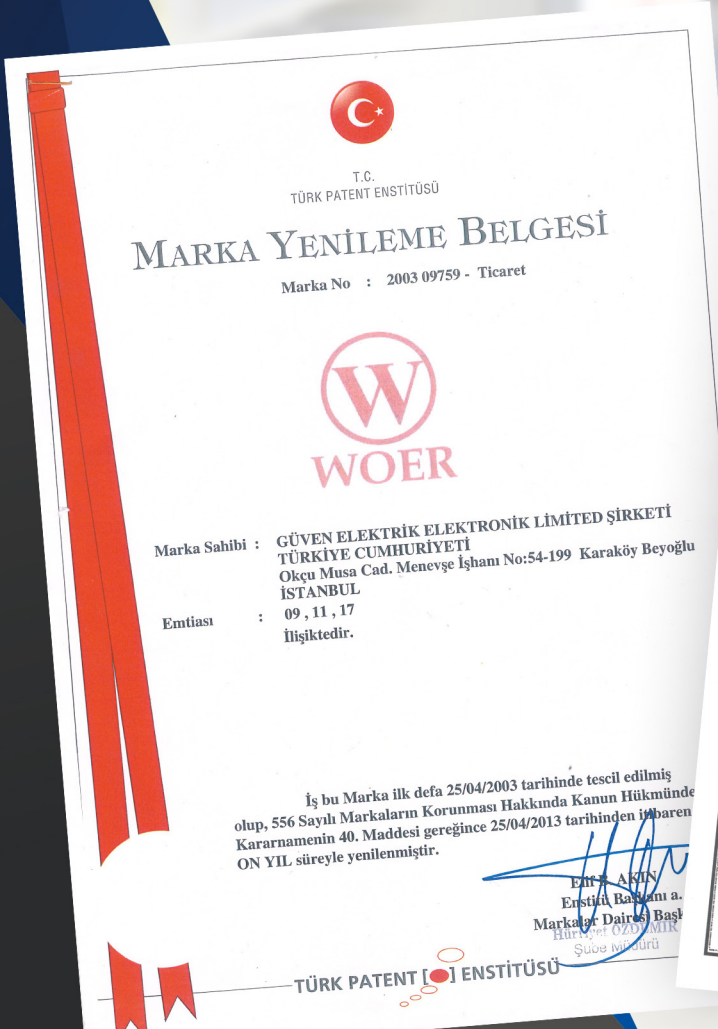 T.C.
TÜRK PATENT ENSTİTÜSÜ
MARKA YENİLEME BELGESİ
Marka No : 2003 09759 - Ticaret
W
WOER
Marka Sahibi : GÜVEN ELEKTRİK ELEKTRONİK LİMİTED ŞİRKETİ
TÜRKİYE CUMHURİYETİ
Okçu Musa Cad. Menevşe İşhanı No:54-199 Karaköy Beyoğlu
İSTANBUL
Emtiası : 09 , 11 , 17
İlişiktedir.
İş bu Marka ilk defa 25/04/2003 tarihinde tescil edilmiş
olup, 556 Sayılı Markaların Korunması Hakkında Kanun Hükmünde
Kararnamenin 40. Maddesi gereğince 25/04/2013 tarihinden itibaren
ON YIL süreyle yenilenmiştir.
AKIN
Enstitü Başkanı a.
Markalar Dairesi Başk
Hürriyet ÖZDEMİR
Şube Müdürü
TÜRK PATENT [ ] ENSTİTÜSÜ